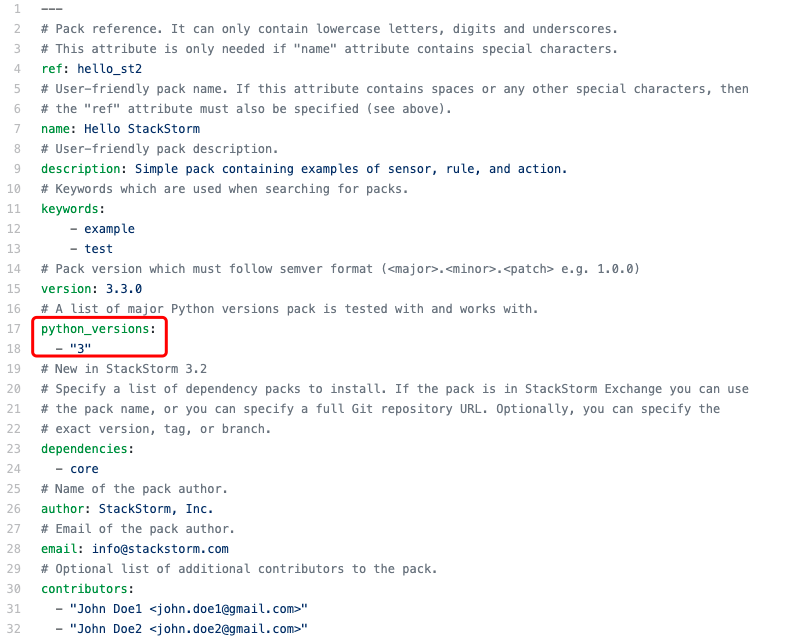 1 ---
2 # Pack reference. It can only contain lowercase letters, digits and underscores.
3 # This attribute is only needed if "name" attribute contains special characters.
4 ref: hello_st2
5 # User-friendly pack name. If this attribute contains spaces or any other special characters, then
6 # the "ref" attribute must also be specified (see above).
7 name: Hello StackStorm
8 # User-friendly pack description.
9 description: Simple pack containing examples of sensor, rule, and action.
10 # Keywords which are used when searching for packs.
11 keywords:
12     - example
13     - test
14 # Pack version which must follow semver format (<major>.<minor>.<patch> e.g. 1.0.0)
15 version: 3.3.0
16 # A list of major Python versions pack is tested with and works with.
17 python_versions:
18   - "3"
19 # New in StackStorm 3.2
20 # Specify a list of dependency packs to install. If the pack is in StackStorm Exchange you can use
21 # the pack name, or you can specify a full Git repository URL. Optionally, you can specify the
22 # exact version, tag, or branch.
23 dependencies:
24   - core
25 # Name of the pack author.
26 author: StackStorm, Inc.
27 # Email of the pack author.
28 email: info@stackstorm.com
29 # Optional list of additional contributors to the pack.
30 contributors:
31   - "John Doe1 <john.doe1@gmail.com>"
32   - "John Doe2 <john.doe2@gmail.com>"